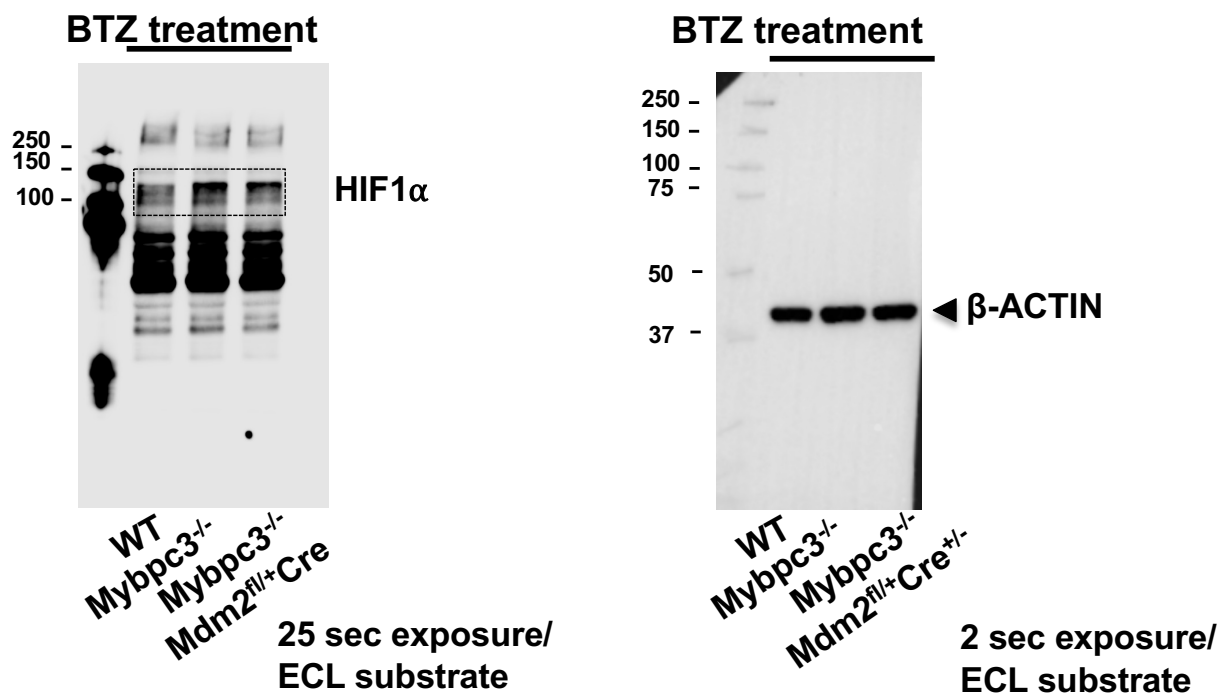 BTZ treatment
250
150
100
HIF1α
WT
Mybpc3-/-
Mybpc3-/-
Mdm2fl/+Cre
25 sec exposure/
ECL substrate
BTZ treatment
250
150
100
75
50
37
β-ACTIN
WT
Mybpc3-/-
Mybpc3-/-
Mdm2fl/+Cre+/-
2 sec exposure/
ECL substrate